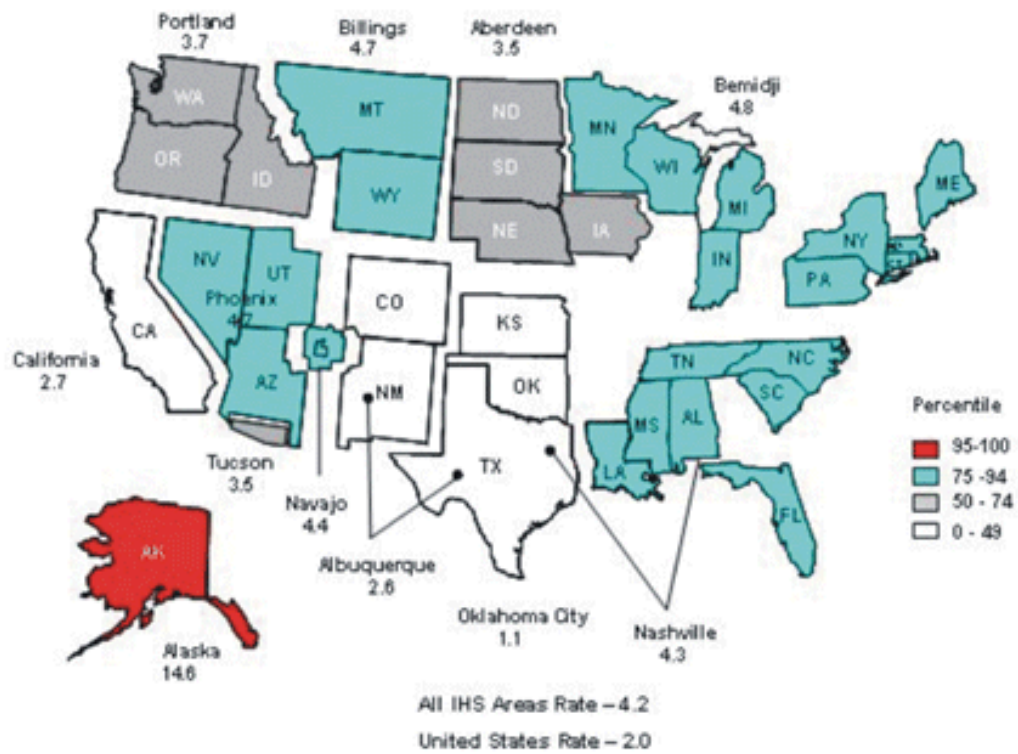 Portland
3.7
Billings
4.7
Aberdeen
3.5
Bemidji
4.8
WA
MT
ND
MN
OR
ID
SD
WI
WY
MI
ME
NE
IA
NY
NV
UT
IN
PA
Phoenix
4.7
CO
CA
KS
TN
NC
California
2.7
AZ
NM
OK
SC
MS
AL
Percentile
95-100
75 -94
50 - 74
0 - 49
TX
LA
Tucson
3.5
Navajo
4.4
FL
AK
Albuquerque
2.6
Oklahoma City
1.1
Nashville
4.3
Alaska
14.6
All IHS Areas Rate – 4.2
United States Rate – 2.0